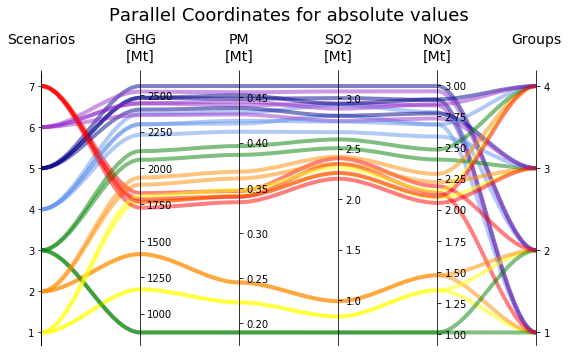 Parallel Coordinates for absolute values
Scenarios GHG PM SO2 NOx Groups
[Mt] [Mt] [Mt] [Mt]
7 2500 0.45 3.0 3.00 4
6 2250 0.40 2.5 2.75 3
5 2000 0.35 2.0 2.50 2
4 1750 0.30 1.5 2.25 1
3 1500 0.25 1.0 2.00
2 1250 0.20 1.75
1 1000 1.50
1.25
1.00